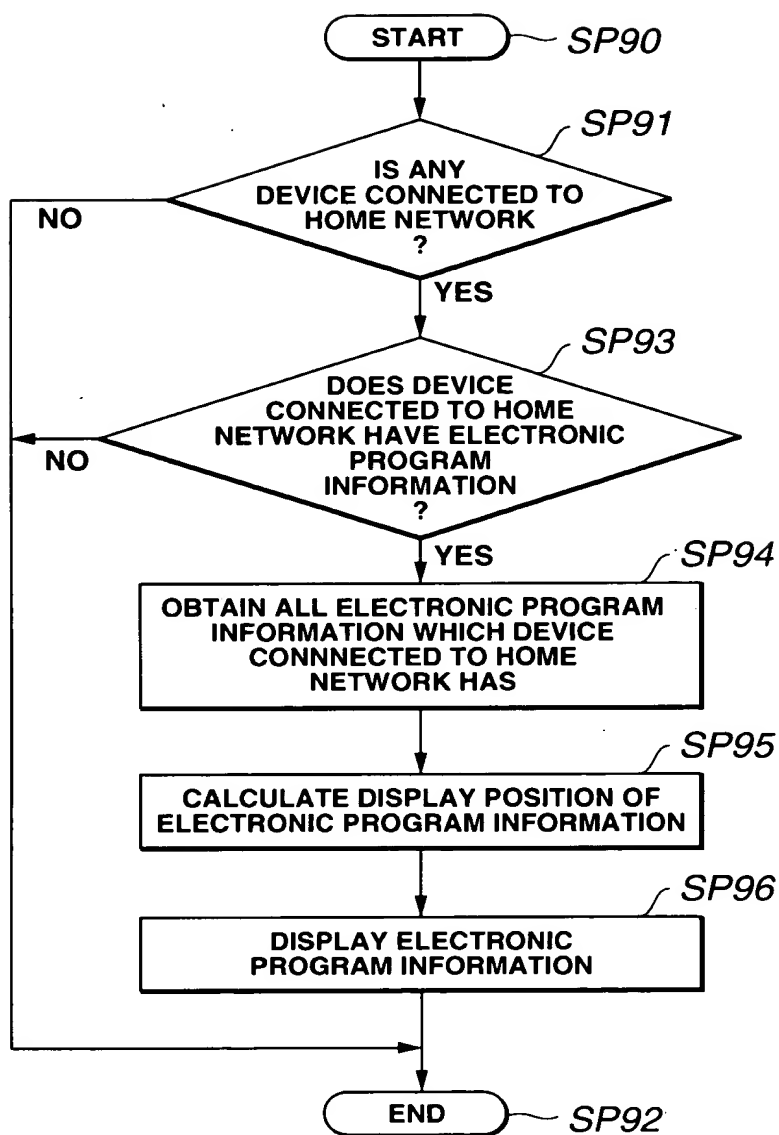 START
SP90
SP91
IS ANY
DEVICE CONNECTED TO
HOME NETWORK
?
NO
YES
SP93
DOES DEVICE
CONNECTED TO HOME
NETWORK HAVE ELECTRONIC
PROGRAM
INFORMATION
?
NO
YES
SP94
OBTAIN ALL ELECTRONIC PROGRAM
INFORMATION WHICH DEVICE
CONNNECTED TO HOME
NETWORK HAS
SP95
CALCULATE DISPLAY POSITION OF
ELECTRONIC PROGRAM INFORMATION
SP96
DISPLAY ELECTRONIC
PROGRAM INFORMATION
END
SP92